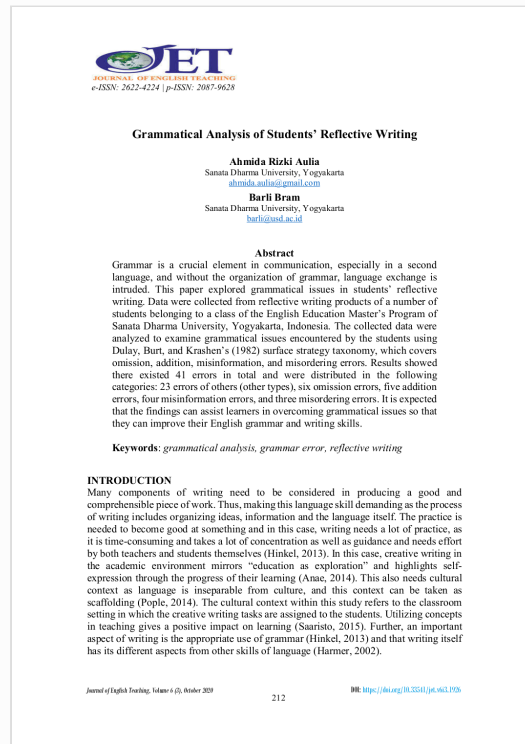 JET
JOURNAL OF ENGLISH TEACHING
e-ISSN: 2622-4224 | p-ISSN: 2087-9628
Grammatical Analysis of Students’ Reflective Writing
Ahmida Rizki Aulia
Sanata Dharma University, Yogyakarta
ahmida.aulia@gmail.com
Barli Bram
Sanata Dharma University, Yogyakarta
barli@usd.ac.id
Abstract
Grammar is a crucial element in communication, especially in a second
language, and without the organization of grammar, language exchange is
intruded. This paper explored grammatical issues in students’ reflective
writing. Data were collected from reflective writing products of a number of
students belonging to a class of the English Education Master’s Program of
Sanata Dharma University, Yogyakarta, Indonesia. The collected data were
analyzed to examine grammatical issues encountered by the students using
Dulay, Burt, and Krashen’s (1982) surface strategy taxonomy, which covers
omission, addition, misinformation, and misordering errors. Results showed
there existed 41 errors in total and were distributed in the following
categories: 23 errors of others (other types), six omission errors, five addition
errors, four misinformation errors, and three misordering errors. It is expected
that the findings can assist learners in overcoming grammatical issues so that
they can improve their English grammar and writing skills.
Keywords: grammatical analysis, grammar error, reflective writing
INTRODUCTION
Many components of writing need to be considered in producing a good and
comprehensible piece of work. Thus, making this language skill demanding as the process
of writing includes organizing ideas, information and the language itself. The practice is
needed to become good at something and in this case, writing needs a lot of practice, as
it is time-consuming and takes a lot of concentration as well as guidance and needs effort
by both teachers and students themselves (Hinkel, 2013). In this case, creative writing in
the academic environment mirrors “education as exploration” and highlights self-
expression through the progress of their learning (Anae, 2014). This also needs cultural
context as language is inseparable from culture, and this context can be taken as
scaffolding (Pople, 2014). The cultural context within this study refers to the classroom
setting in which the creative writing tasks are assigned to the students. Utilizing concepts
in teaching gives a positive impact on learning (Saaristo, 2015). Further, an important
aspect of writing is the appropriate use of grammar (Hinkel, 2013) and that writing itself
has its different aspects from other skills of language (Harmer, 2002).
Journal of English Teaching, Volume 6 (3), October 2020
DOI: https://doi.org/10.33541/jet.v6i3.1926
212